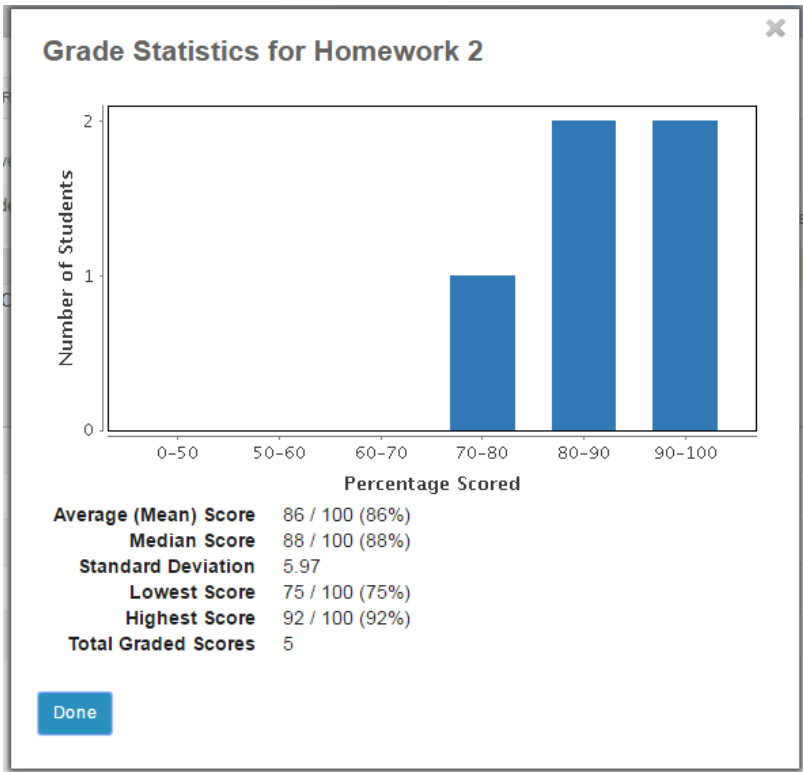 Grade Statistics for Homework 2
2
1
0
Number of Students
0-50 50-60 60-70 70-80 80-90 90-100
Percentage Scored
Average (Mean) Score 86 / 100 (86%)
Median Score 88 / 100 (88%)
Standard Deviation 5.97
Lowest Score 75 / 100 (75%)
Highest Score 92 / 100 (92%)
Total Graded Scores 5
Done